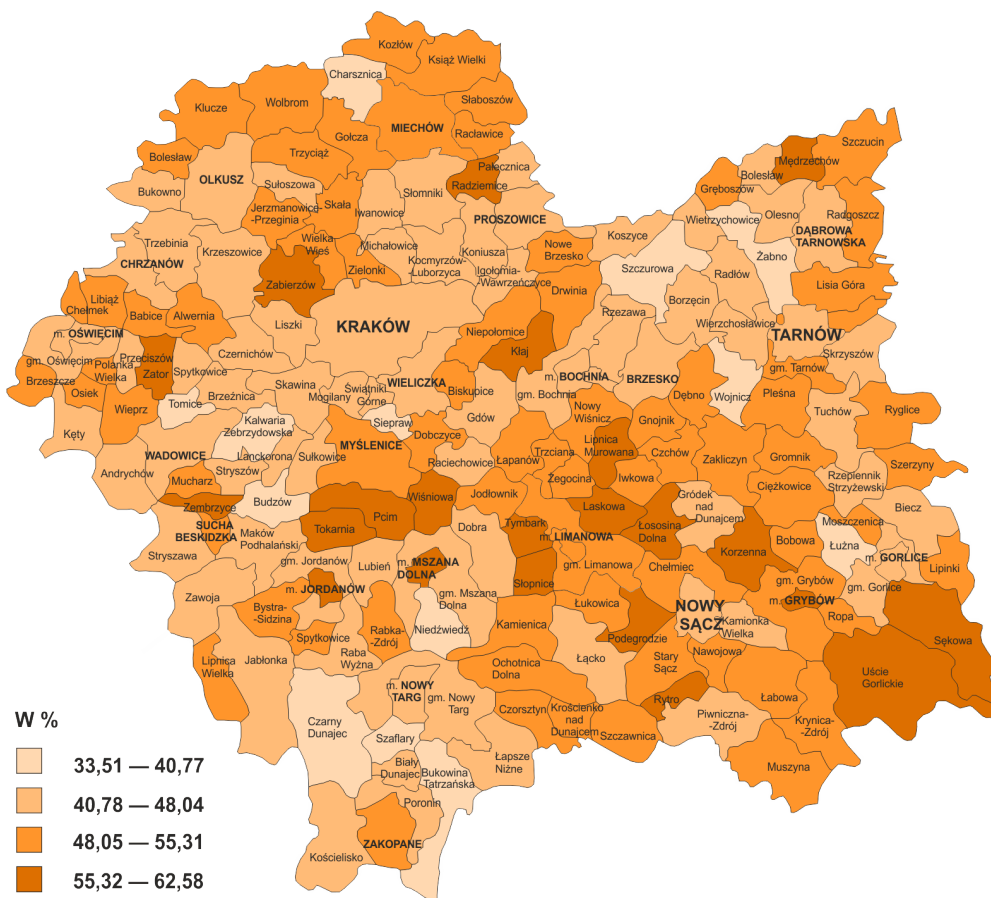 Kozłów
Książ Wielki
Charsznica
Słaboszów
Wolbrom
Klucze
MIECHÓW
Racławice
Gołcza
Szczucin
Trzyciąż
Bolesław
Mędrzechów
Pałecznica
Bolesław
OLKUSZ
Sułoszowa
Radziemice
Gręboszów
Bukowno
Słomniki
Skała
Jerzmanowice-
-Przeginia
Iwanowice
PROSZOWICE
Wietrzychowice
Olesno
Radgoszcz
DĄBROWA
TARNOWSKA
Wielka
Wieś
Koszyce
Trzebinia
Michałowice
Nowe
Brzesko
Krzeszowice
Koniusza
Żabno
CHRZANÓW
Kocmyrzów-
-Luborzyca
Igołomia-
-Wawrzeńczyce
Szczurowa
Radłów
Zielonki
Zabierzów
Drwinia
Lisia Góra
Libiąż
Chełmek
Borzęcin
Babice
Alwernia
Rzezawa
Liszki
KRAKÓW
Wierzchosławice
m. OŚWIĘCIM
Niepołomice
TARNÓW
Kłaj
Czernichów
Skrzyszów
gm. Oświęcim
Przeciszów
Polanka
Wielka
Zator
Spytkowice
gm. Tarnów
m. BOCHNIA
BRZESKO
Brzeszcze
WIELICZKA
Skawina
Mogilany
Świątniki
Górne
Biskupice
Osiek
Brzeźnica
gm. Bochnia
Dębno
Wojnicz
Pleśna
Tomice
Wieprz
Nowy
Wiśnicz
Tuchów
Ryglice
Gdów
Siepraw
Kalwaria
Zebrzydowska
Gnojnik
Kęty
Dobczyce
Lipnica
Murowana
MYŚLENICE
WADOWICE
Lanckorona
Sułkowice
Trzciana
Czchów
Gromnik
Raciechowice
Łapanów
Zakliczyn
Szerzyny
Andrychów
Stryszów
Rzepiennik
Strzyżewski
Mucharz
Żegocina
Iwkowa
Ciężkowice
Jodłownik
Wiśniowa
Budzów
Gródek
nad
Dunajcem
Zembrzyce
Laskowa
Biecz
Pcim
Tymbark
Moszczenica
SUCHA
BESKIDZKA
Tokarnia
Dobra
Łososina
Dolna
Maków
Podhalański
m. LIMANOWA
Bobowa
Łużna
Korzenna
Stryszawa
gm. Jordanów
Lubień
m. MSZANA
DOLNA
m. GORLICE
gm. Limanowa
Chełmiec
Lipinki
Słopnice
gm. Grybów
m. JORDANÓW
gm. Gorlice
Zawoja
gm. Mszana
Dolna
Łukowica
NOWY
SĄCZ
m. GRYBÓW
Bystra-
-Sidzina
Ropa
Kamionka
Wielka
Kamienica
Niedźwiedź
Rabka-
-Zdrój
Spytkowice
Podegrodzie
Sękowa
Raba
Wyżna
Nawojowa
Lipnica
Wielka
Jabłonka
Ochotnica
Dolna
Łącko
Stary
Sącz
Uście
Gorlickie
m. NOWY
TARG
gm. Nowy
Targ
Rytro
Łabowa
Czorsztyn
Krościenko
nad
Dunajcem
Piwniczna-
-Zdrój
Krynica-
-Zdrój
Czarny
Dunajec
Szczawnica
Szaflary
Łapsze
Niżne
Biały
Dunajec
Bukowina
Tatrzańska
Muszyna
Poronin
ZAKOPANE
Kościelisko
W %
33,51 — 40,77
40,78 — 48,04
48,05 — 55,31
55,32 — 62,58